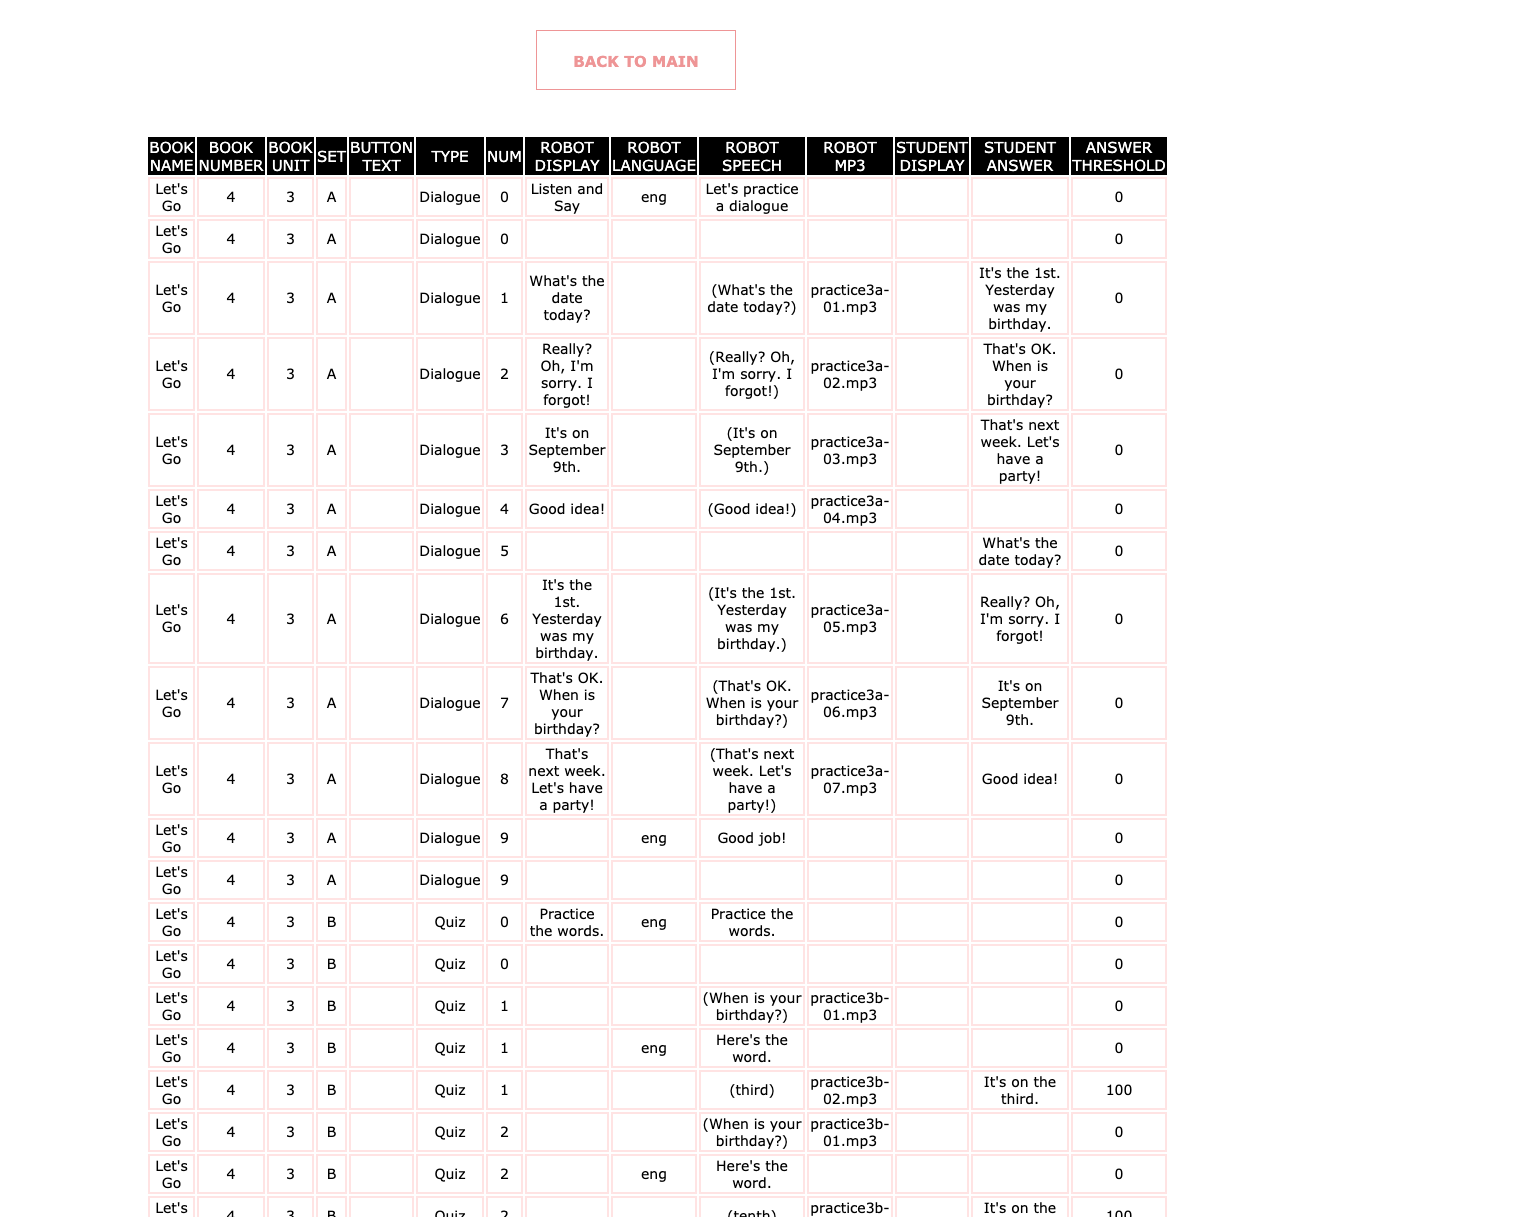 BACK TO MAIN
BOOK NAME BOOK NUMBER BOOK UNIT SET BUTTON TEXT TYPE NUM ROBOT DISPLAY ROBOT LANGUAGE ROBOT SPEECH ROBOT MP3 STUDENT DISPLAY STUDENT ANSWER ANSWER THRESHOLD
Let's Go 4 3 A Dialogue 0 Listen and Say eng Let's practice a dialogue 0
Let's Go 4 3 A Dialogue 0 0
Let's Go 4 3 A Dialogue 1 What's the date today? (What's the date today?) practice3a-01.mp3 It's the 1st. Yesterday was my birthday. 0
Let's Go 4 3 A Dialogue 2 Really? Oh, I'm sorry. I forgot! (Really? Oh, I'm sorry. I forgot!) practice3a-02.mp3 That's OK. When is your birthday? 0
Let's Go 4 3 A Dialogue 3 It's on September 9th. (It's on September 9th.) practice3a-03.mp3 That's next week. Let's have a party! 0
Let's Go 4 3 A Dialogue 4 Good idea! (Good idea!) practice3a-04.mp3 0
Let's Go 4 3 A Dialogue 5 What's the date today? 0
Let's Go 4 3 A Dialogue 6 It's the 1st. Yesterday was my birthday. (It's the 1st. Yesterday was my birthday.) practice3a-05.mp3 Really? Oh, I'm sorry. I forgot! 0
Let's Go 4 3 A Dialogue 7 That's OK. When is your birthday? (That's OK. When is your birthday?) practice3a-06.mp3 It's on September 9th. 0
Let's Go 4 3 A Dialogue 8 That's next week. Let's have a party! (That's next week. Let's have a party!) practice3a-07.mp3 Good idea! 0
Let's Go 4 3 A Dialogue 9 eng Good job! 0
Let's Go 4 3 A Dialogue 9 0
Let's Go 4 3 B Quiz 0 Practice the words. eng Practice the words. 0
Let's Go 4 3 B Quiz 0 0
Let's Go 4 3 B Quiz 1 (When is your birthday?) practice3b-01.mp3 0
Let's Go 4 3 B Quiz 1 eng Here's the word. 0
Let's Go 4 3 B Quiz 1 (third) practice3b-02.mp3 It's on the third. 100
Let's Go 4 3 B Quiz 2 (When is your birthday?) practice3b-01.mp3 0
Let's Go 4 3 B Quiz 2 eng Here's the word. 0
Let's 4 3 B Quiz 2 (tenth) practice3b- It's on the 100